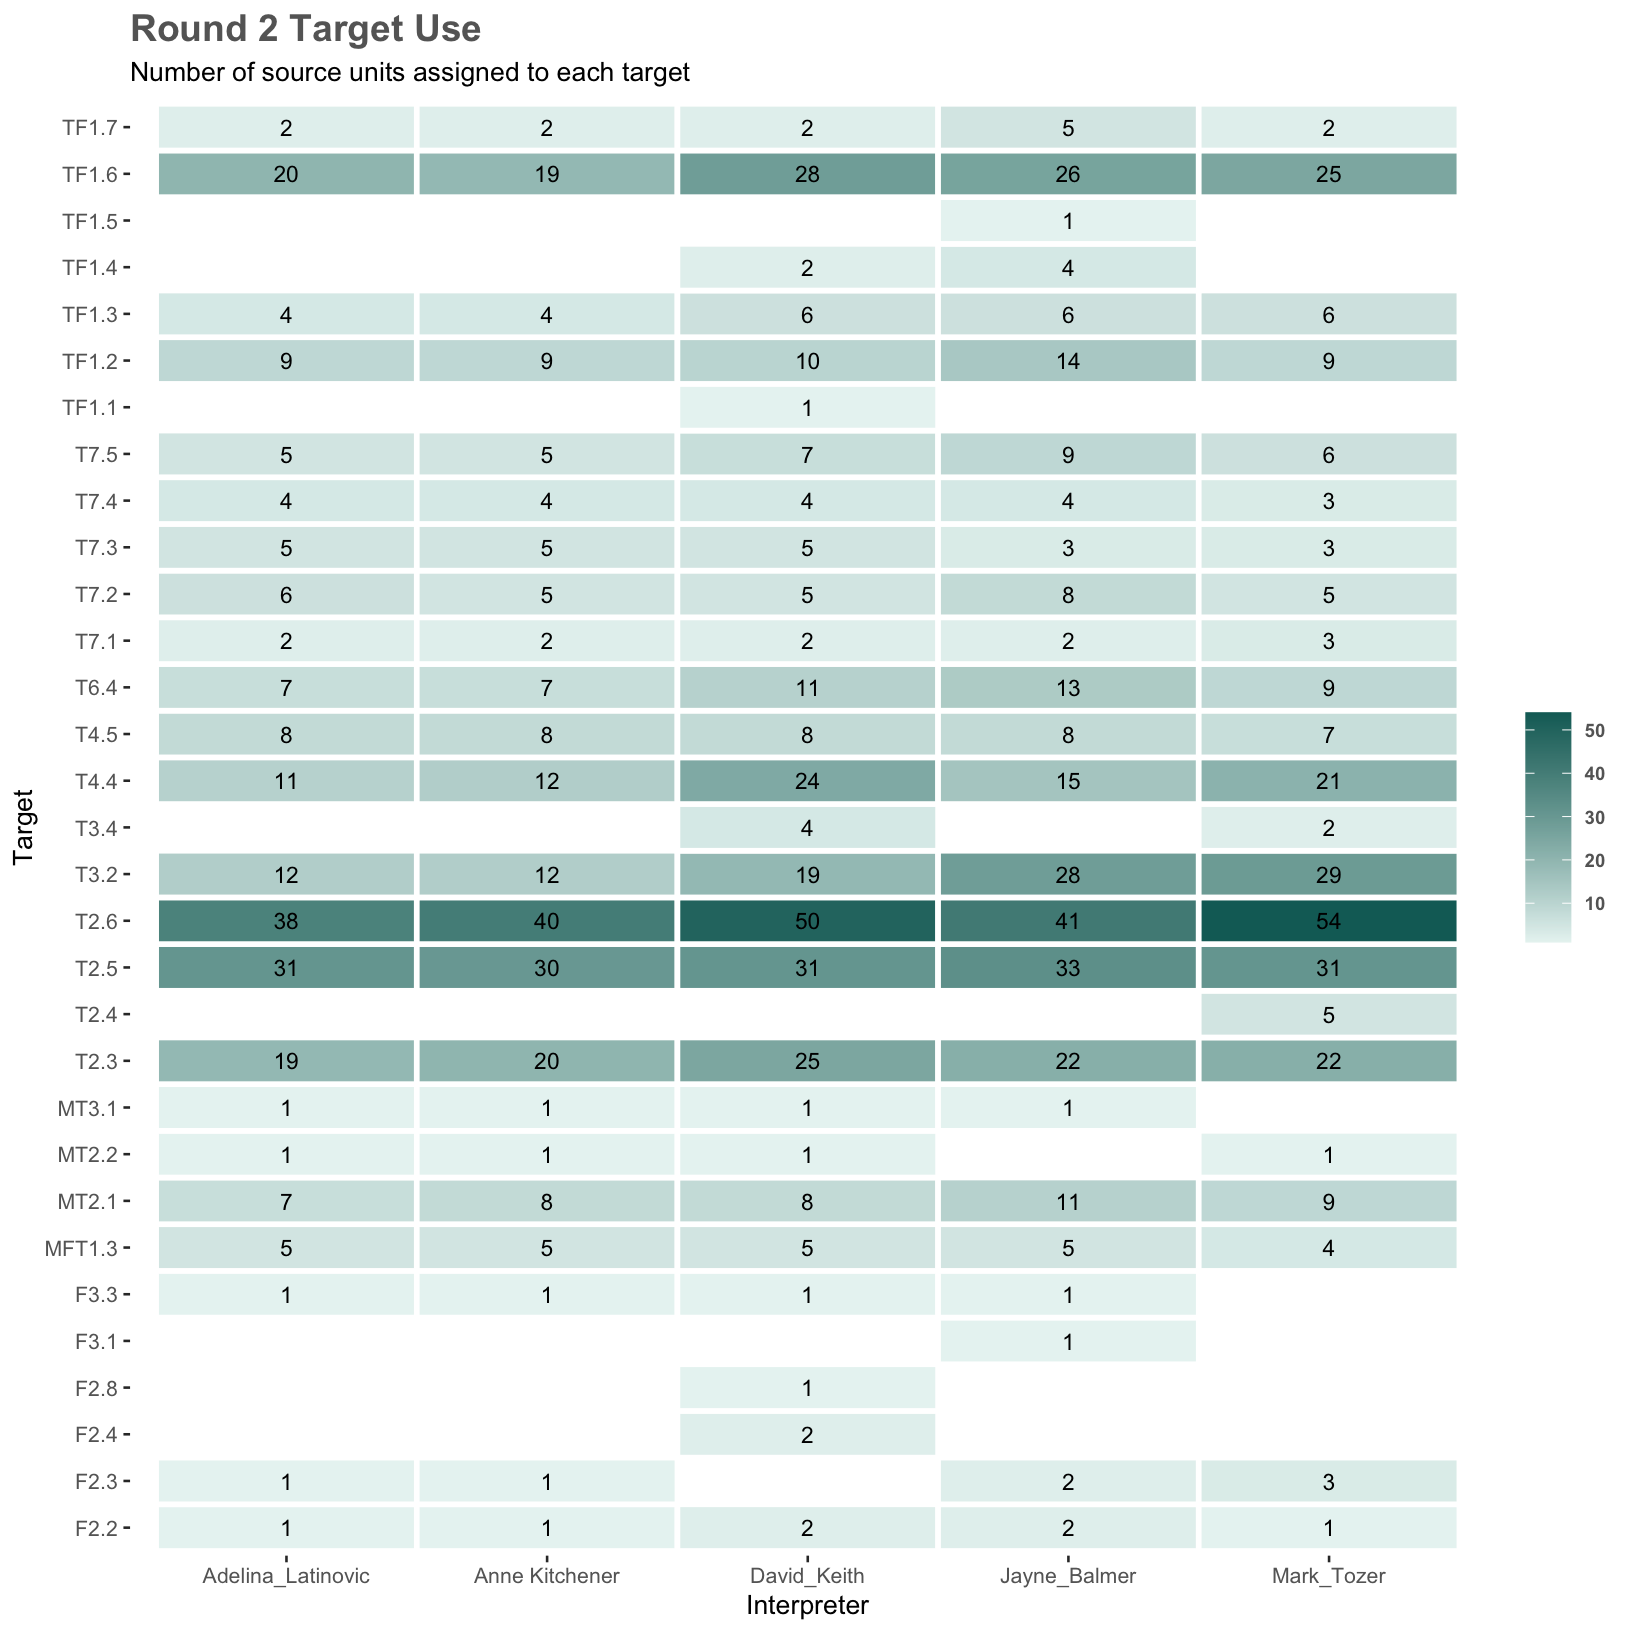 Round 2 Target Use
Number of source units assigned to each target
TF1.7 2 2 2 5 2
TF1.6 20 19 28 26 25
TF1.5 1
TF1.4 2 4
TF1.3 4 4 6 6 6
TF1.2 9 9 10 14 9
TF1.1 1
T7.5 5 5 7 9 6
T7.4 4 4 4 4 3
T7.3 5 5 5 3 3
T7.2 6 5 5 8 5
T7.1 2 2 2 2 3
T6.4 7 7 11 13 9
T4.5 8 8 8 8 7
T4.4 11 12 24 15 21
T3.4 4 2
T3.2 12 12 19 28 29
T2.6 38 40 50 41 54
T2.5 31 30 31 33 31
T2.4 5
T2.3 19 20 25 22 22
MT3.1 1 1 1 1
MT2.2 1 1 1 1
MT2.1 7 8 8 11 9
MFT1.3 5 5 5 5 4
F3.3 1 1 1 1
F3.1 1
F2.8 1
F2.4 2
F2.3 1 1 2 3
F2.2 1 1 2 2 1
Adelina_Latinovic Anne Kitchener David_Keith Jayne_Balmer Mark_Tozer
Interpreter
Target
50
40
30
20
10